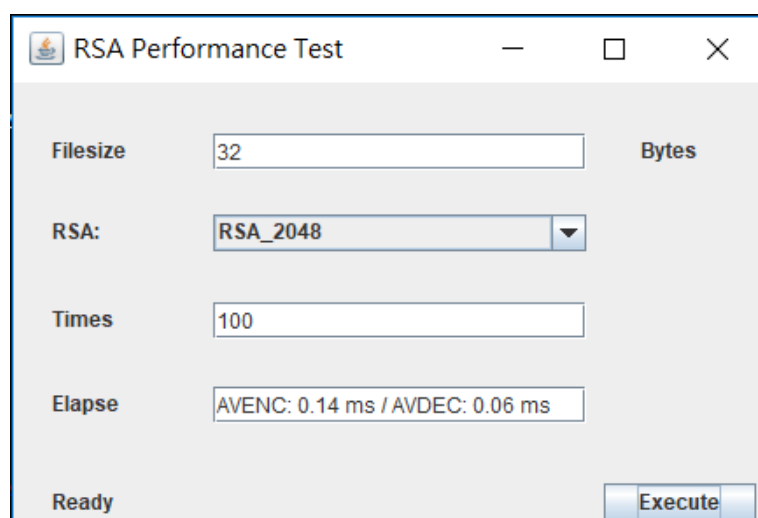 RSA Performance Test
Filesize 32 Bytes
RSA: RSA_2048
Times 100
Elapse AVENC: 0.14 ms / AVDEC: 0.06 ms
Ready Execute